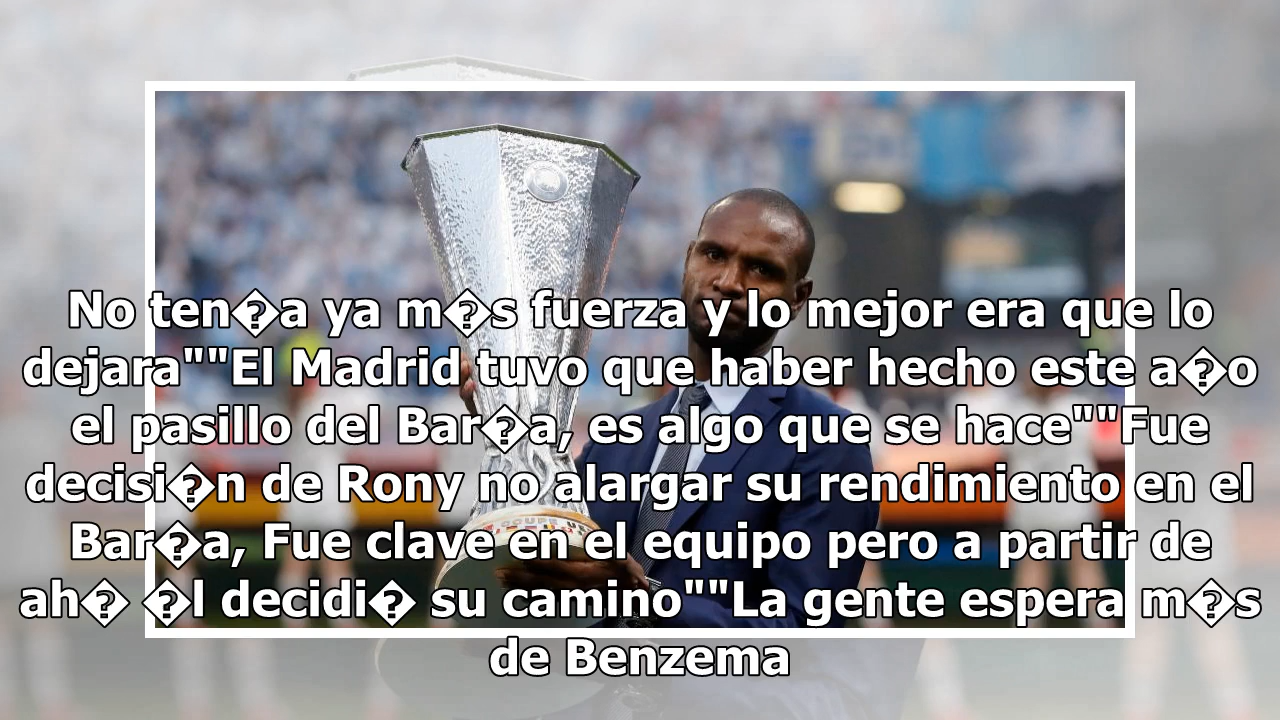 No ten�a ya m�s fuerza y lo mejor era que lo
dejara""El Madrid tuvo que haber hecho este a�o
el pasillo del Bar�a, es algo que se hace""Fue
decisi�n de Rony no alargar su rendimiento en el
Bar�a, Fue clave en el equipo pero a partir de
ah� �l decidi� su camino""La gente espera m�s
de Benzema
COUPE UE